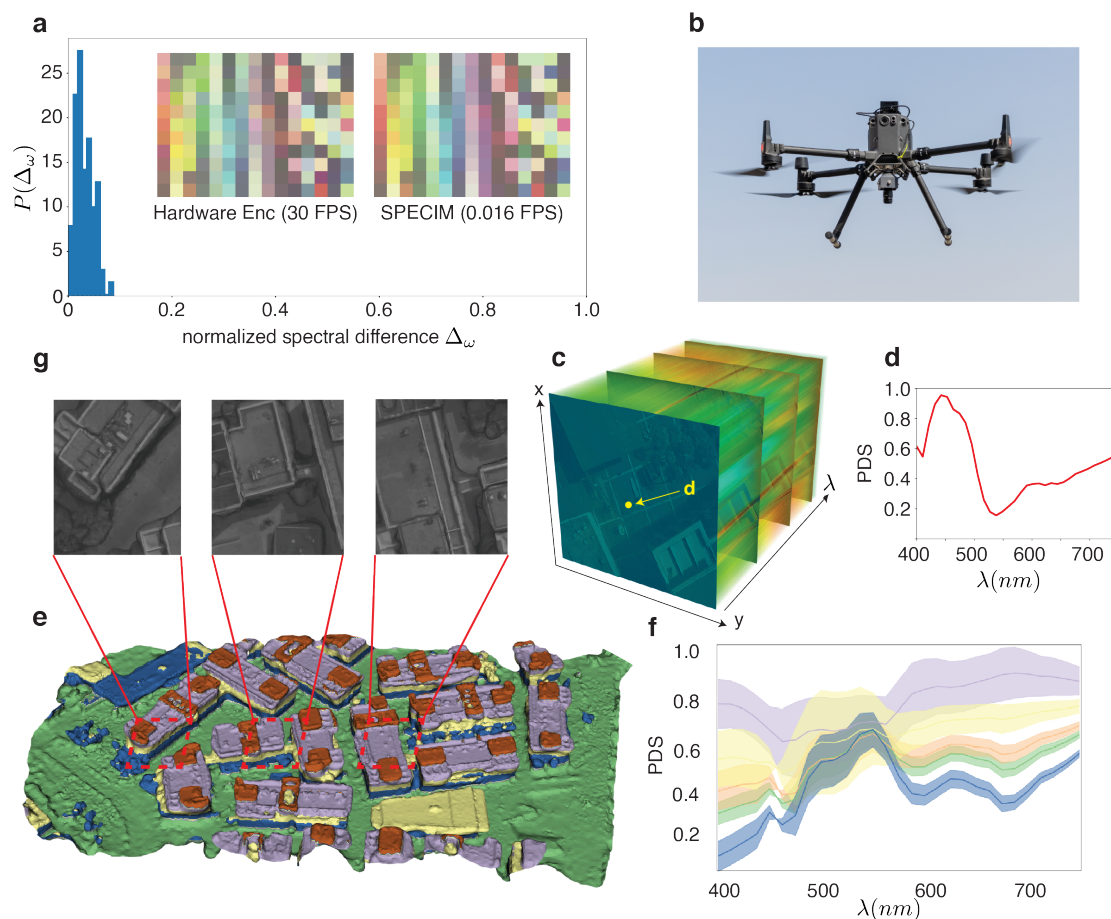 a
P(Δω)
25
20
15
10
5
0
0
0.2
0.4
0.6
0.8
1.0
Hardware Enc (30 FPS)
SPECIM (0.016 FPS)
normalized spectral difference Δω
b
g
c
x
d
λ
y
d
PDS
1.0
0.8
0.6
0.4
0.2
400
500
600
700
λ(nm)
e
f
PDS
1.0
0.8
0.6
0.4
0.2
400
500
600
700
λ(nm)